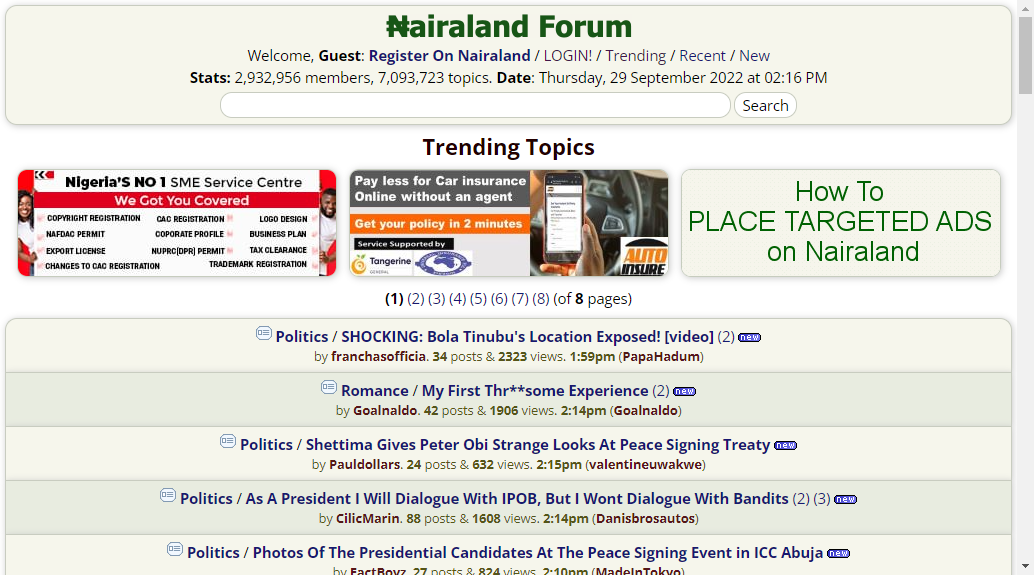 ₦airaland Forum
Welcome, Guest: Register On Nairaland / LOGIN! / Trending / Recent / New
Stats: 2,932,956 members, 7,093,723 topics. Date: Thursday, 29 September 2022 at 02:16 PM
Search
Trending Topics
Nigeria'S NO 1 SME Service Centre
We Got You Covered
COPYRIGHT REGISTRATION CAC REGISTRATION LOGO DESIGN
NAFDAC PERMIT COPORATE PROFILE BUSINESS PLAN
EXPORT LICENSE NUPRC(DPR) PERMIT TAX CLEARANCE
CHANGES TO CAC REGISTRATION TRADEMARK REGISTRATION
Pay less for Car insurance
Online without an agent
Get your policy in 2 minutes
Service Supported by
Tangerine
GENERAL
AUTO
INSURE
How To
PLACE TARGETED ADS
on Nairaland
(1) (2) (3) (4) (5) (6) (7) (8) (of 8 pages)
Politics / SHOCKING: Bola Tinubu's Location Exposed! [video] (2) new
by franchasofficia. 34 posts & 2323 views. 1:59pm (PapaHadum)
Romance / My First Thr**some Experience (2) new
by Goalnaldo. 42 posts & 1906 views. 2:14pm (Goalnaldo)
Politics / Shettima Gives Peter Obi Strange Looks At Peace Signing Treaty new
by Pauldollars. 24 posts & 632 views. 2:15pm (valentineuwakwe)
Politics / As A President I Will Dialogue With IPOB, But I Wont Dialogue With Bandits (2) (3) new
by CilicMarin. 88 posts & 1608 views. 2:14pm (Danisbrosautos)
Politics / Photos Of The Presidential Candidates At The Peace Signing Event in ICC Abuja new
by FactBoyz. 27 posts & 824 views. 2:10pm (MadeInTokyo)